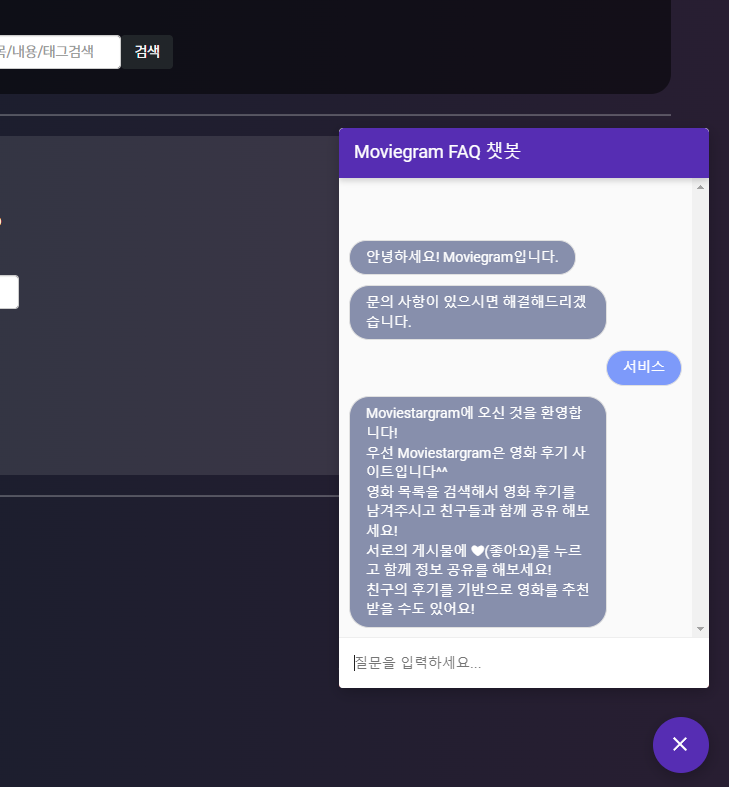 목/내용/태그검색
검색
Moviegram FAQ 챗봇
안녕하세요! Moviegram입니다.
문의 사항이 있으시면 해결해드리겠
습니다.
서비스
Moviestargram에 오신 것을 환영합
니다!
우선 Moviestargram은 영화 후기 사
이트입니다^^
영화 목록을 검색해서 영화 후기를
남겨주시고 친구들과 함께 공유 해보
세요!
서로의 게시물에 ♥(좋아요)를 누르
고 함께 정보 공유를 해보세요!
친구의 후기를 기반으로 영화를 추천
받을 수도 있어요!
질문을 입력하세요...